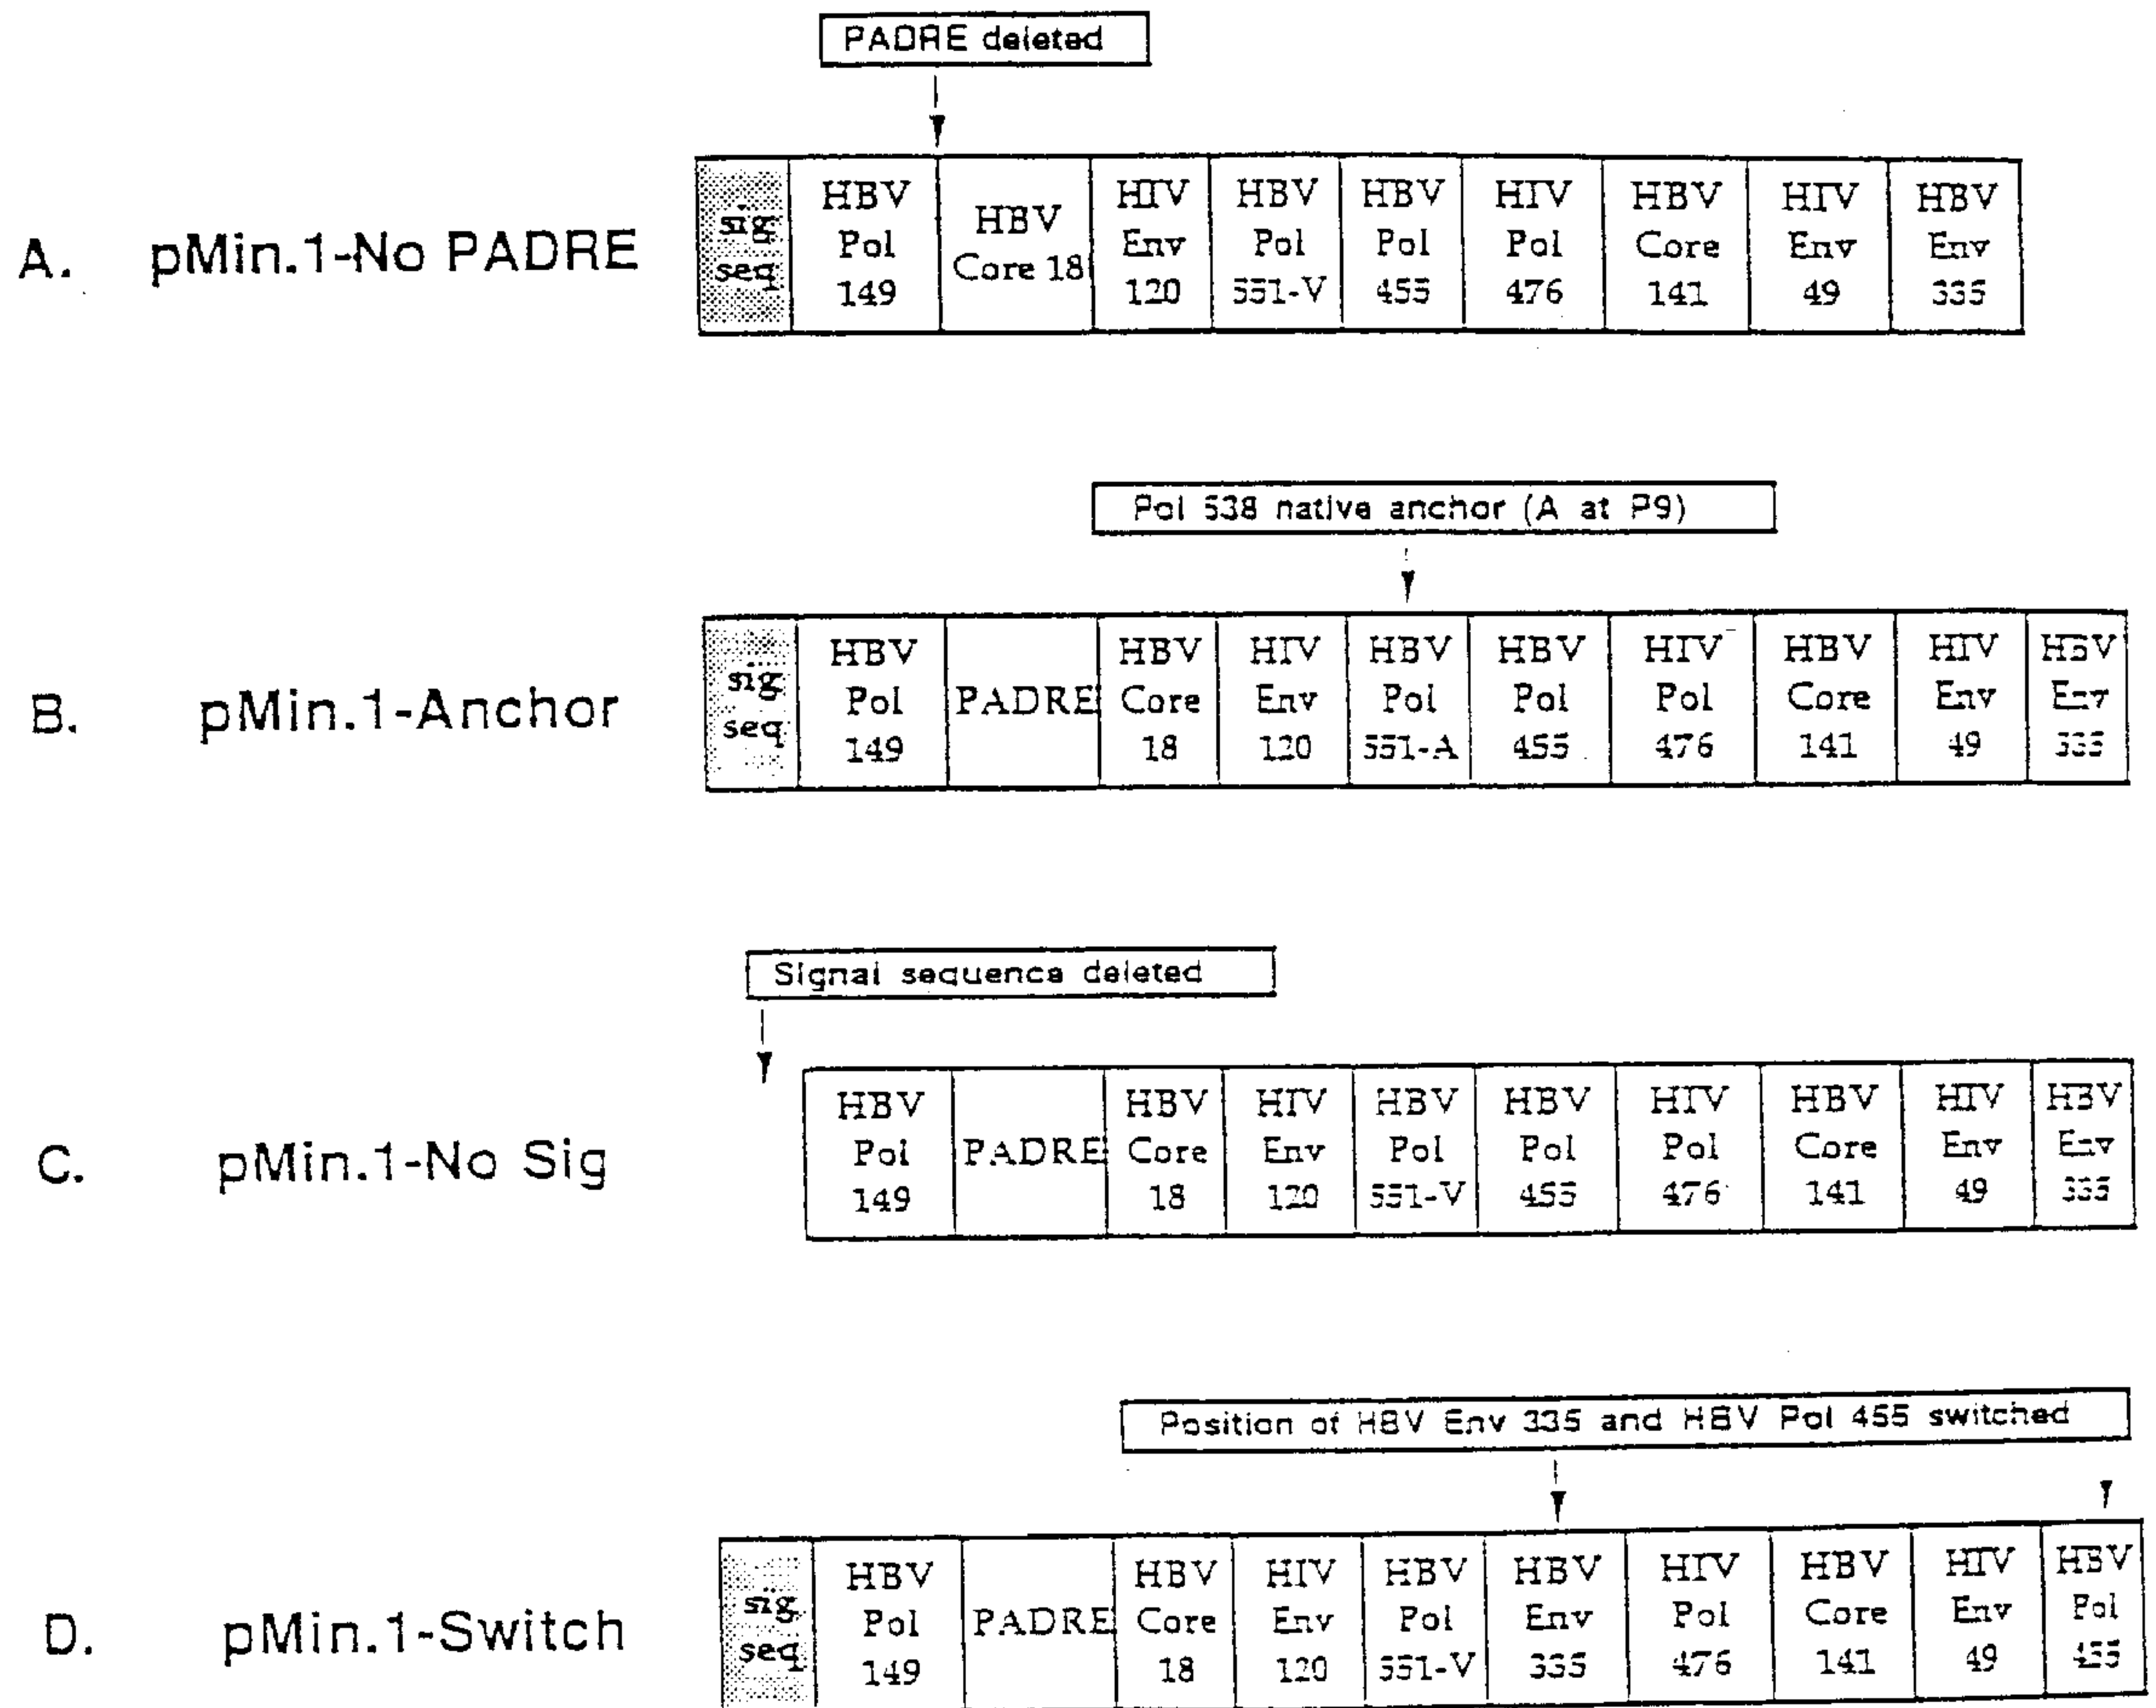 PADRE deleted
A. pMin.1-No PADRE
sig seq
HBV Pol 149
HBV Core 18
HIV Env 120
HBV Pol 551-V
HBV Pol 455
HIV Pol 476
HBV Core 141
HIV Env 49
HBV Env 335
Pol 538 native anchor (A at P9)
B. pMin.1-Anchor
sig seq
HBV Pol 149
PADRE
HBV Core 18
HIV Env 120
HBV Pol 551-A
HBV Pol 455
HIV Pol 476
HBV Core 141
HIV Env 49
HBV Env 335
Signal sequence deleted
C. pMin.1-No Sig
HBV Pol 149
PADRE
HBV Core 18
HIV Env 120
HBV Pol 551-V
HBV Pol 455
HIV Pol 476
HBV Core 141
HIV Env 49
HBV Env 335
Position of HBV Env 335 and HBV Pol 455 switched
D. pMin.1-Switch
sig seq
HBV Pol 149
PADRE
HBV Core 18
HIV Env 120
HBV Pol 551-V
HBV Env 335
HIV Pol 476
HBV Core 141
HIV Env 49
HBV Pol 455